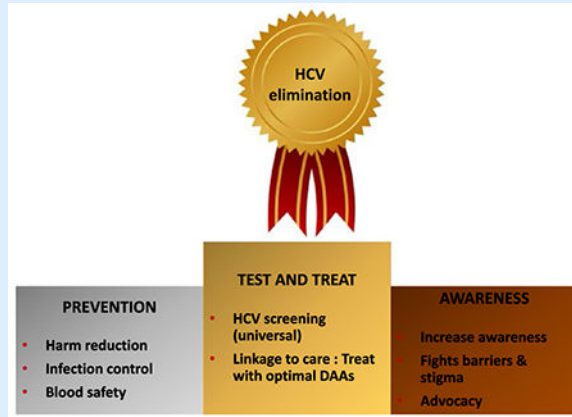 HCV
elimination
PREVENTION
• Harm reduction
• Infection control
• Blood safety
TEST AND TREAT
• HCV screening
(universal)
• Linkage to care : Treat
with optimal DAAs
AWARENESS
• Increase awareness
• Fights barriers &
stigma
• Advocacy